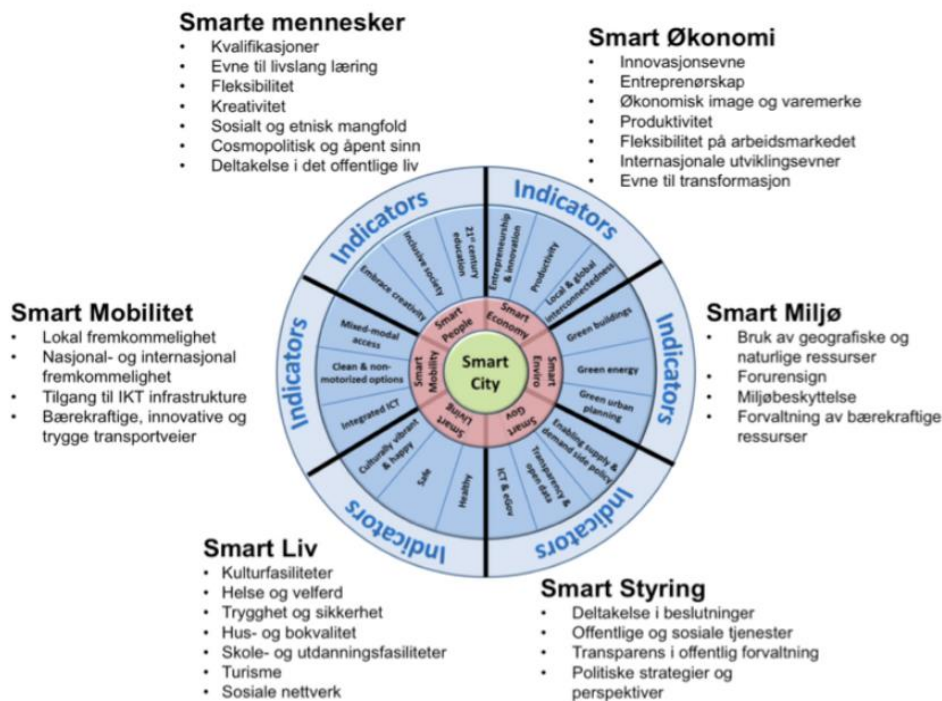 Smarte mennesker
• Kvalifikasjoner
• Evne til livslang læring
• Fleksibilitet
• Kreativitet
• Sosialt og etnisk mangfold
• Cosmopolitisk og åpent sinn
• Deltakelse i det offentlige liv
Smart Økonomi
• Innovasjonsevne
• Entreprenørskap
• Økonomisk image og varemerke
• Produktivitet
• Fleksibilitet på arbeidsmarkedet
• Internasjonale utviklingsevner
• Evne til transformasjon
Smart Mobilitet
• Lokal fremkommelighet
• Nasjonal- og internasjonal
fremkommelighet
• Tilgang til IKT infrastrukture
• Bærekraftige, innovative og
trygge transportveier
Indicators
Embrace creativity
Inclusive society
21st century
education
Indicators
Entrepreneurship
& innovation
Productivity
Local & global
interconnectedness
Indicators
Mixed-modal
access
Clean & non-
motorized options
Integrated ICT
Indicators
Green buildings
Green energy
Green urban
planning
Indicators
Culturally vibrant
& happy
Safe
Healthy
Indicators
ICT & eGov
Transparency &
open data
Enabling supply &
demand side policy
Smart
People
Smart
Economy
Smart
Mobility
Smart
Enviro
Smart
Living
Smart
Gov
Smart
City
Smart Miljø
• Bruk av geografiske og
naturlige ressurser
• Forurensign
• Miljøbeskyttelse
• Forvaltning av bærekraftige
ressurser
Smart Liv
• Kulturfasiliteter
• Helse og velferd
• Trygghet og sikkerhet
• Hus- og bokvalitet
• Skole- og utdanningsfasiliteter
• Turisme
• Sosiale nettverk
Smart Styring
• Deltakelse i beslutninger
• Offentlige og sosiale tjenester
• Transparens i offentlig forvaltning
• Politiske strategier og
perspektiver